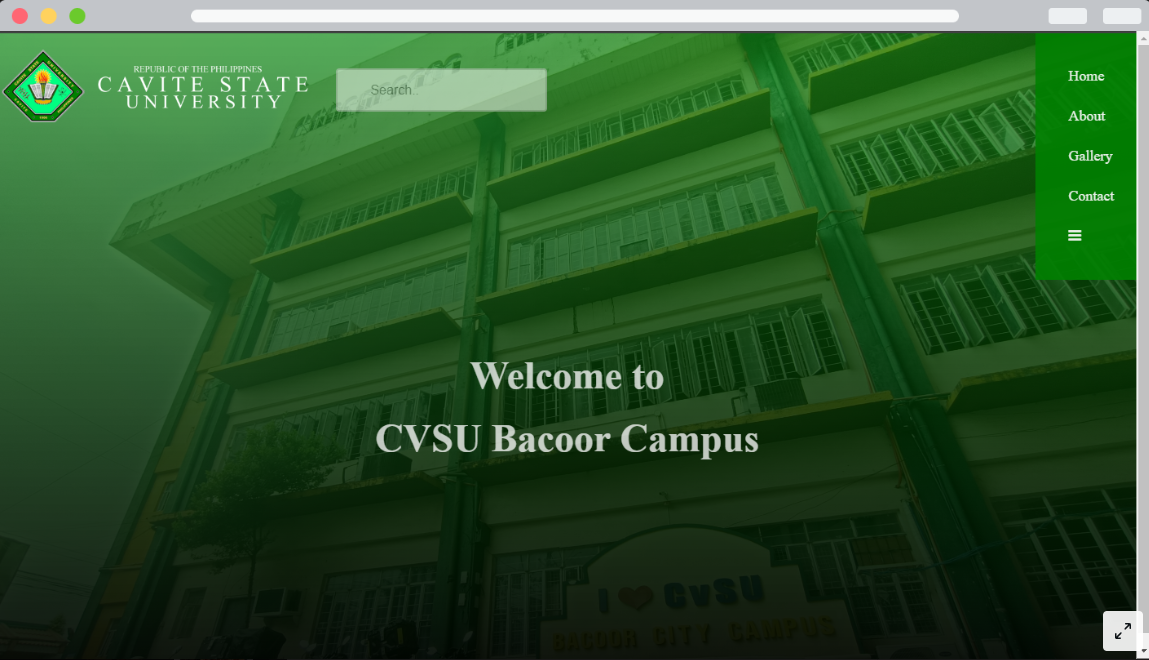 REPUBLIC OF THE PHILIPPINES
CAVITE STATE
UNIVERSITY
Search..
Home
About
Gallery
Contact
Welcome to
CVSU Bacoor Campus
I ❤ CvSU
BACOOR CITY CAMPUS